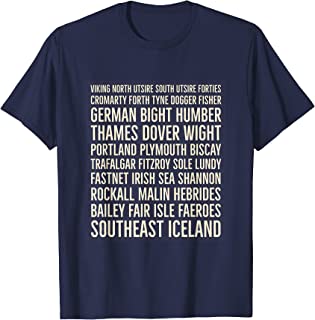 VIKING NORTH UTSIRE SOUTH UTSIRE FORTIES
CROMARTY FORTH TYNE DOGGER FISHER
GERMAN BIGHT HUMBER
THAMES DOVER WIGHT
PORTLAND PLYMOUTH BISCAY
TRAFALGAR FITZROY SOLE LUNDY
FASTNET IRISH SEA SHANNON
ROCKALL MALIN HEBRIDES
BAILEY FAIR ISLE FAEROES
SOUTHEAST ICELAND